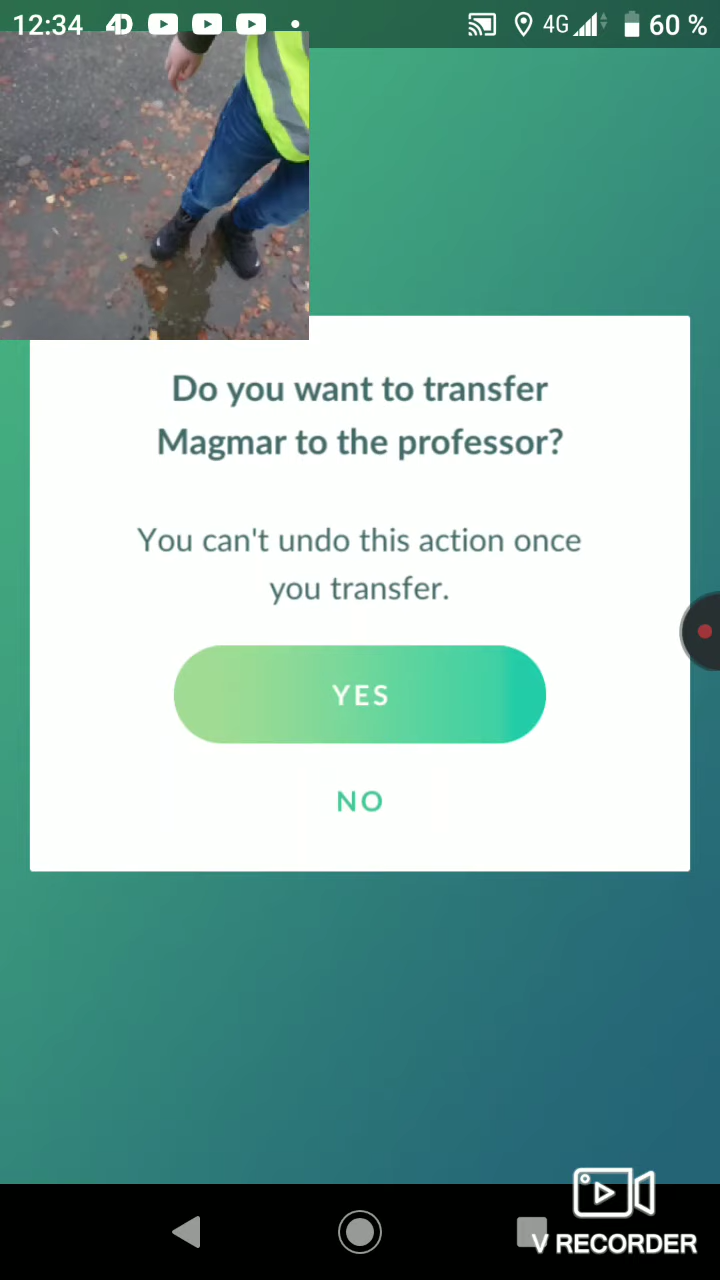 12:34 4G 60 %
Do you want to transfer
Magmar to the professor?
You can't undo this action once
you transfer.
YES
NO
V RECORDER